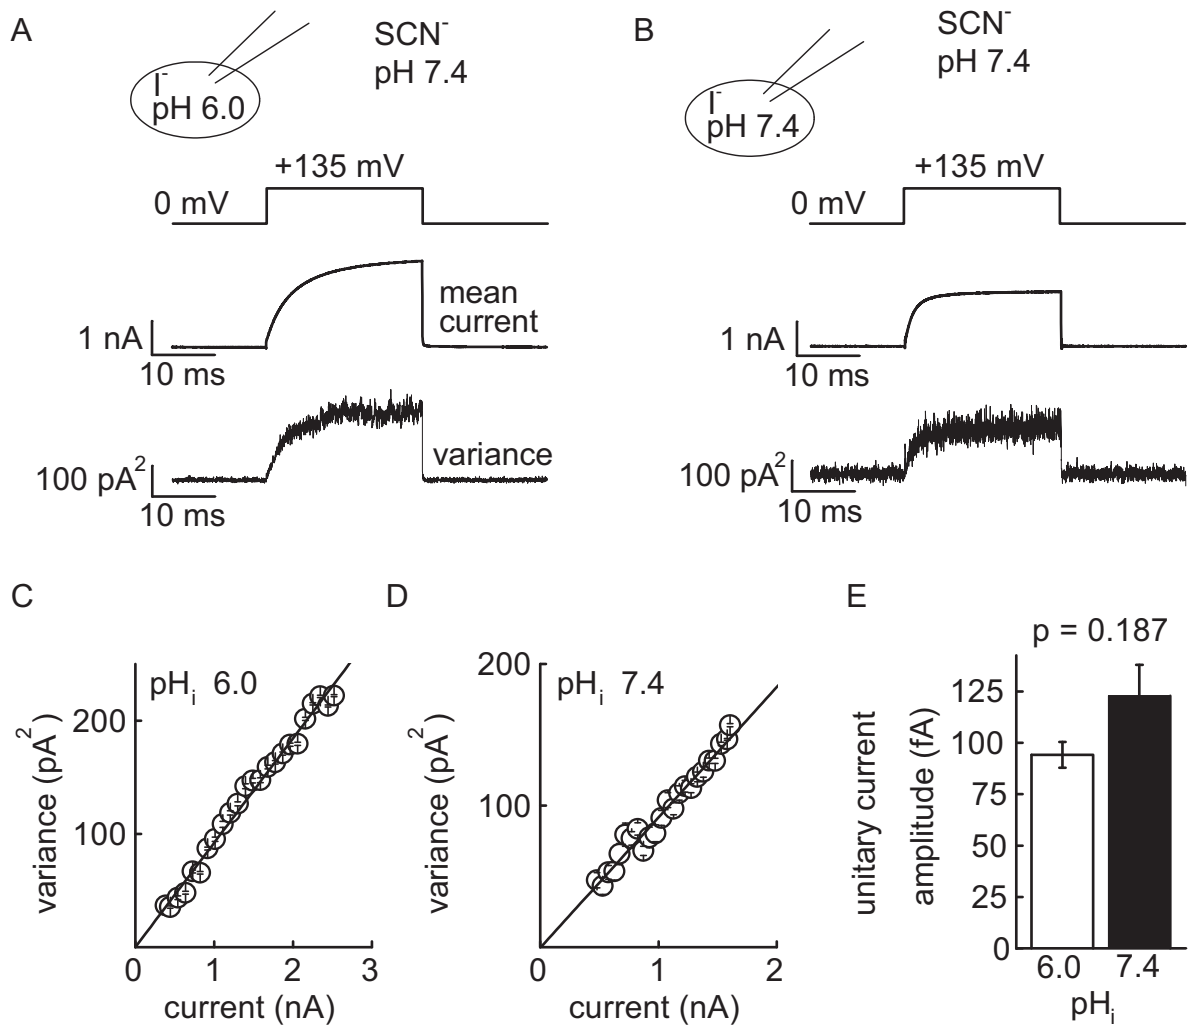 A
SCN⁻
pH 7.4
I⁻
pH 6.0
+135 mV
0 mV
mean
current
1 nA
10 ms
variance
100 pA²
10 ms
B
SCN⁻
pH 7.4
I⁻
pH 7.4
+135 mV
0 mV
1 nA
10 ms
100 pA²
10 ms
C
pHᵢ 6.0
200
100
variance (pA²)
0 1 2 3
current (nA)
D
200
pHᵢ 7.4
100
variance (pA²)
0 1 2
current (nA)
E
p = 0.187
125
100
75
50
25
0
unitary current
amplitude (fA)
6.0 7.4
pHᵢ